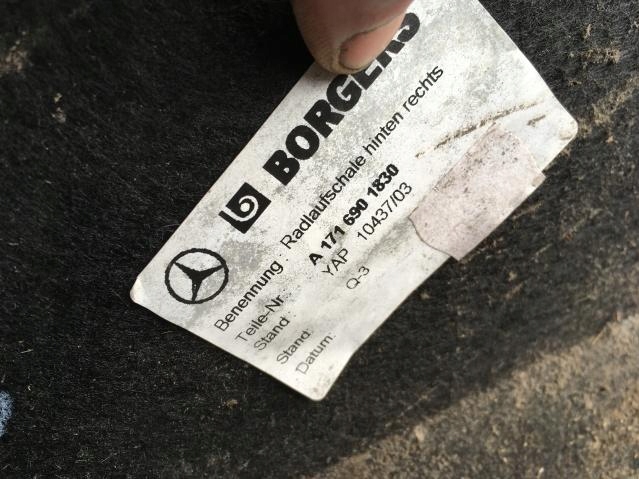 BORGERS
Benennung : Radlaufschale hinten rechts
Teile-Nr A 171 690 1830
Stand : YAP 10437/03
Stand: Q-3
Datum: